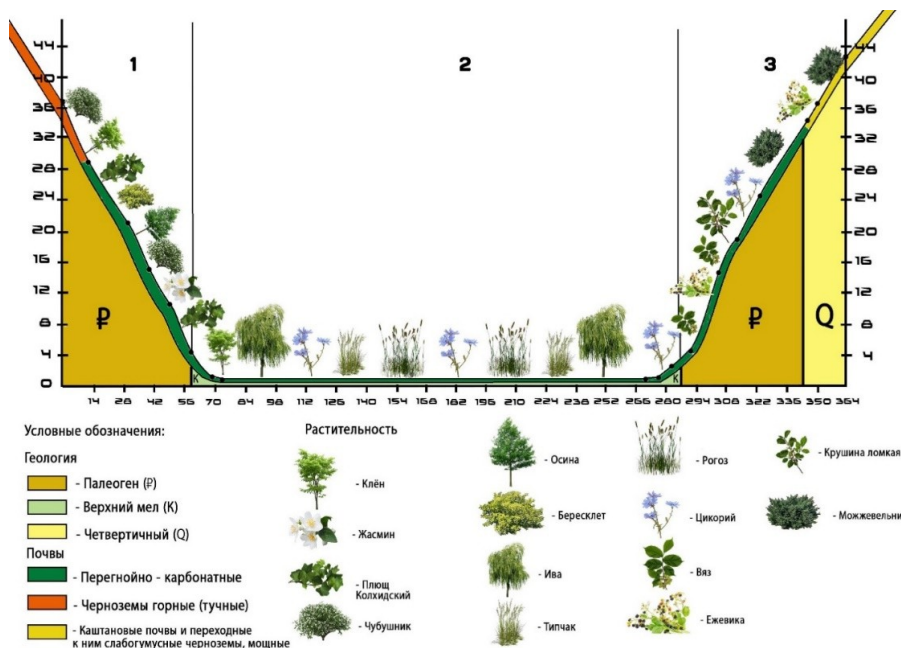 1 2 3
44 44
40 40
36 36
32 32
28 28
24 24
20 20
16 16
12 12
8 8
4 4
0
₽ ₽ Q
К К
14 28 42 56 70 84 98 112 126 140 154 168 182 196 210 224 238 252 266 280 294 308 322 336 350 364
Условные обозначения:
Геология
- Палеоген (₽)
- Верхний мел (К)
- Четвертичный (Q)
Почвы
- Перегнойно - карбонатные
- Черноземы горные (тучные)
- Каштановые почвы и переходные
к ним слабогумусные черноземы, мощные
Растительность
- Клён
- Жасмин
- Плющ
Колхидский
- Чубушник
- Осина
- Бересклет
- Ива
- Типчак
- Рогоз
- Цикорий
- Вяз
- Ежевика
- Крушина ломкая
- Можжевельни